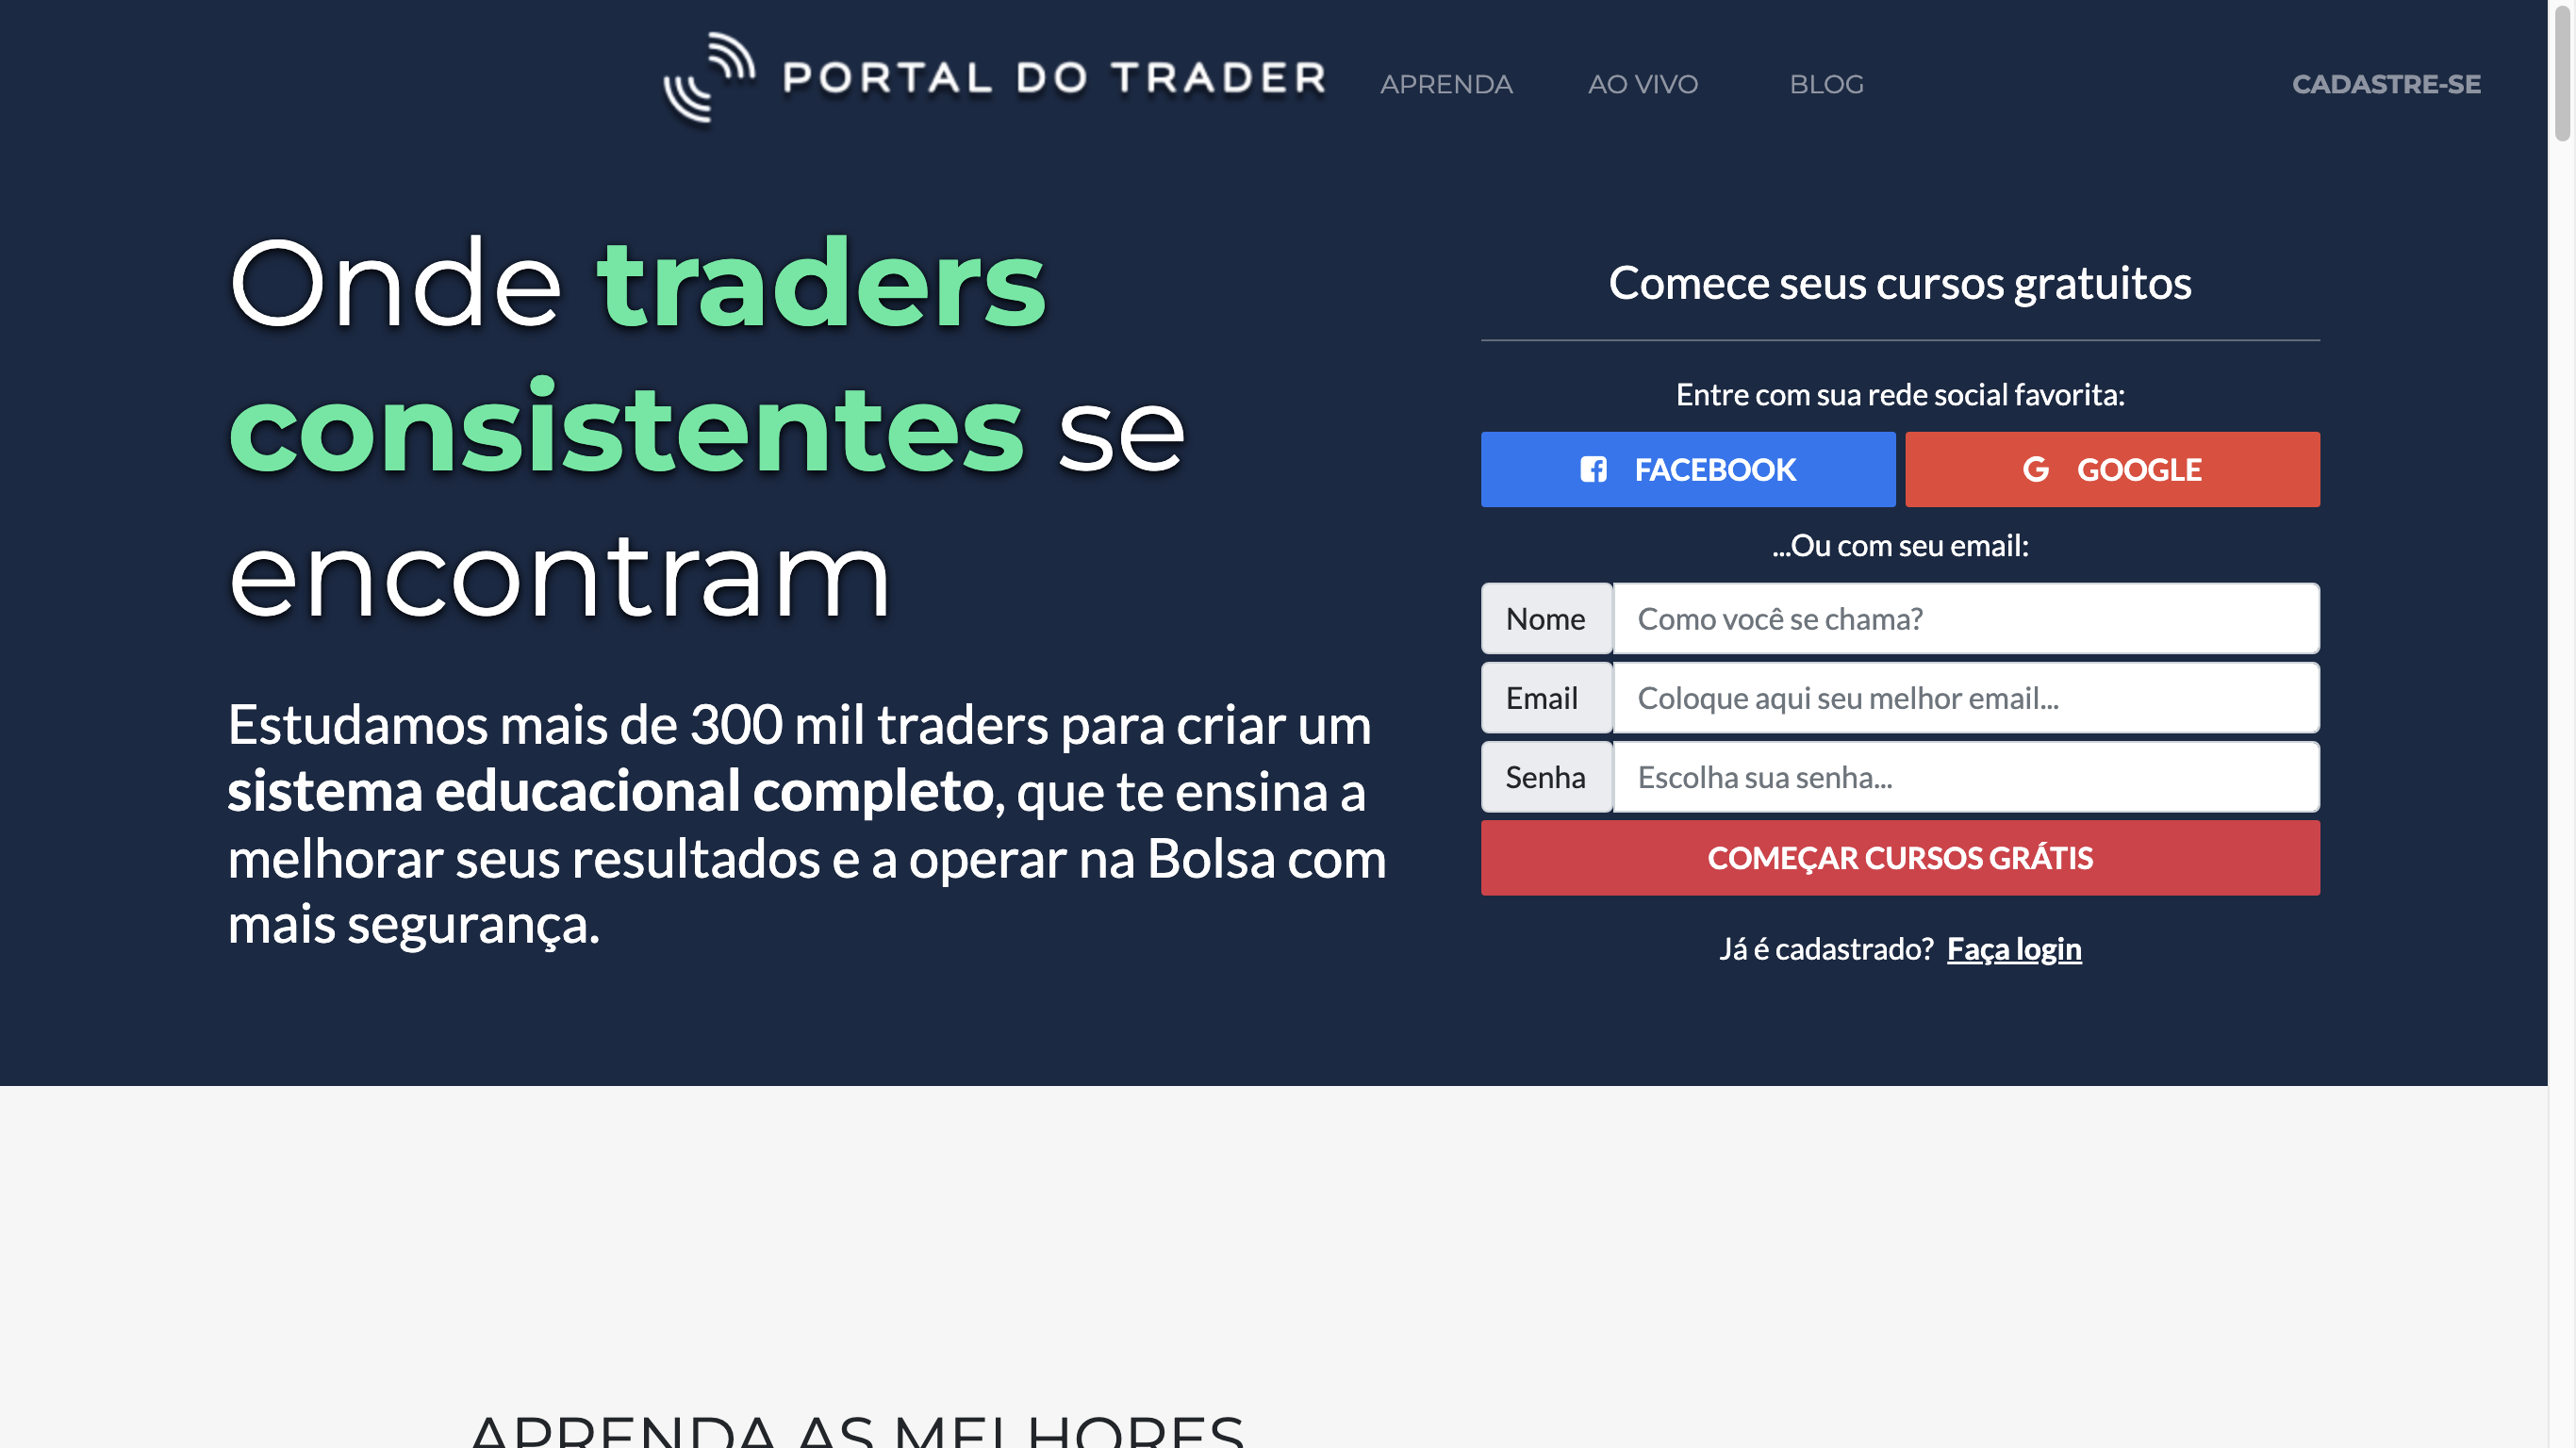 PORTAL DO TRADER
APRENDA
AO VIVO
BLOG
CADASTRE-SE
Onde traders
consistentes se
encontram
Estudamos mais de 300 mil traders para criar um
sistema educacional completo, que te ensina a
melhorar seus resultados e a operar na Bolsa com
mais segurança.
Comece seus cursos gratuitos
Entre com sua rede social favorita:
FACEBOOK
GOOGLE
...Ou com seu email:
Nome
Como você se chama?
Email
Coloque aqui seu melhor email...
Senha
Escolha sua senha...
COMEÇAR CURSOS GRÁTIS
Já é cadastrado? Faça login
APRENDA AS MELHORES